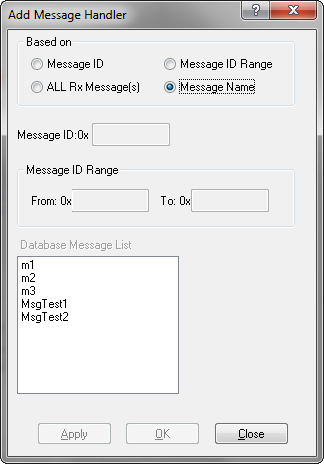 Add Message Handler
Based on
Message ID
Message ID Range
ALL Rx Message(s)
Message Name
Message ID:0x
Message ID Range
From: 0x
To: 0x
Database Message List
m1
m2
m3
MsgTest1
MsgTest2
Apply
OK
Close